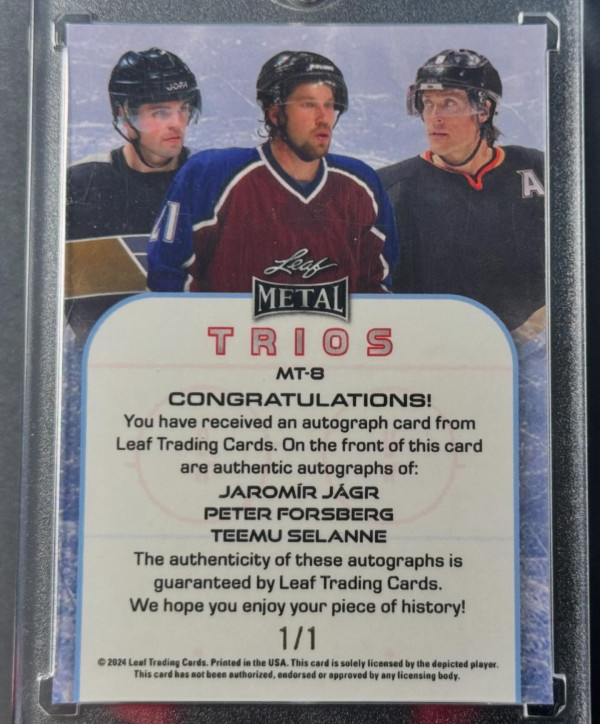 JOFA
21
A
Leaf
METAL
TRIOS
MT-8
CONGRATULATIONS!
You have received an autograph card from
Leaf Trading Cards. On the front of this card
are authentic autographs of:
JAROMÍR JÁGR
PETER FORSBERG
TEEMU SELANNE
The authenticity of these autographs is
guaranteed by Leaf Trading Cards.
We hope you enjoy your piece of history!
1/1
© 2024 Leaf Trading Cards. Printed in the USA. This card is solely licensed by the depicted player.
This card has not been authorized, endorsed or approved by any licensing body.